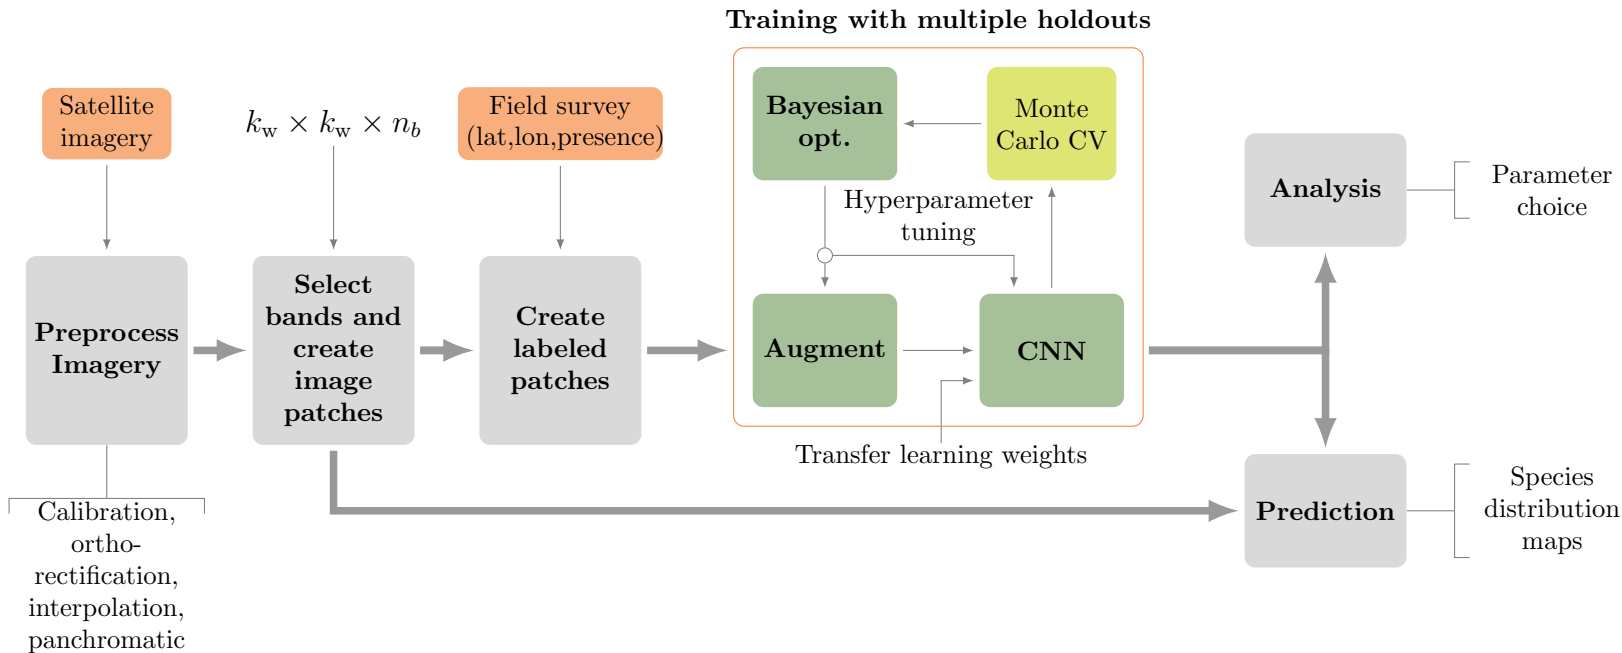 Training with multiple holdouts
Satellite
imagery
k_w × k_w × n_b
Field survey
(lat,lon,presence)
Bayesian
opt.
Monte
Carlo CV
Hyperparameter
tuning
Preprocess
Imagery
Select
bands and
create
image
patches
Create
labeled
patches
Augment
CNN
Transfer learning weights
Analysis
Parameter
choice
Prediction
Species
distribution
maps
Calibration,
ortho-
rectification,
interpolation,
panchromatic